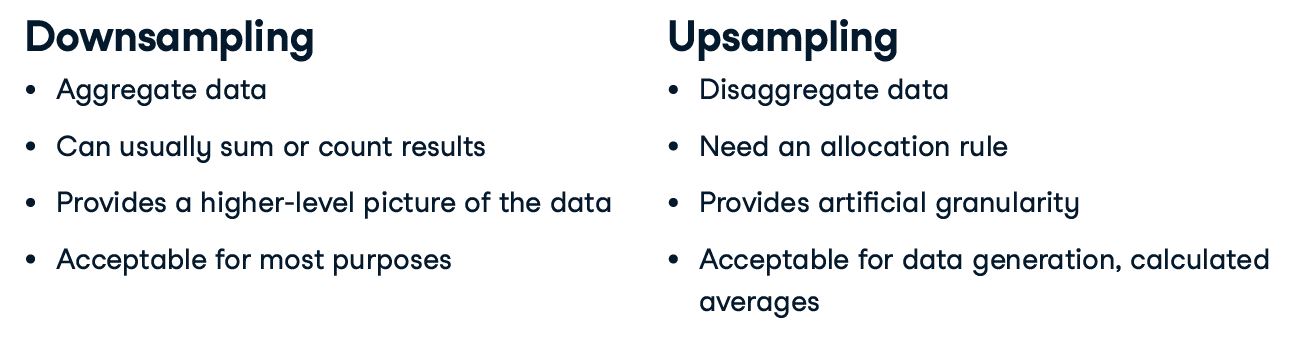 Downsampling
• Aggregate data
• Can usually sum or count results
• Provides a higher-level picture of the data
• Acceptable for most purposes
Upsampling
• Disaggregate data
• Need an allocation rule
• Provides artificial granularity
• Acceptable for data generation, calculated
averages